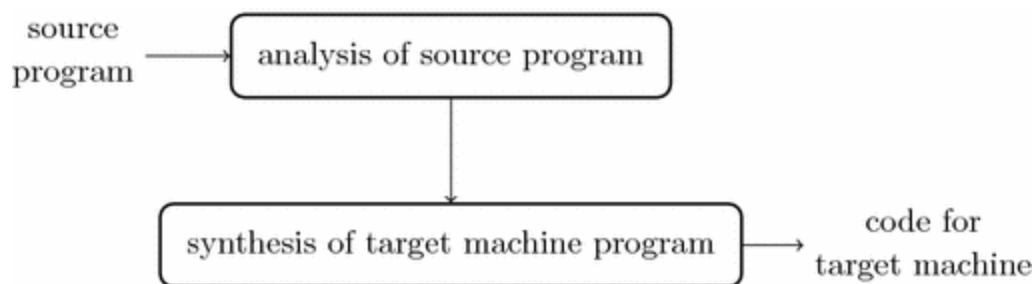 source
program
analysis of source program
synthesis of target machine program
code for
target machine